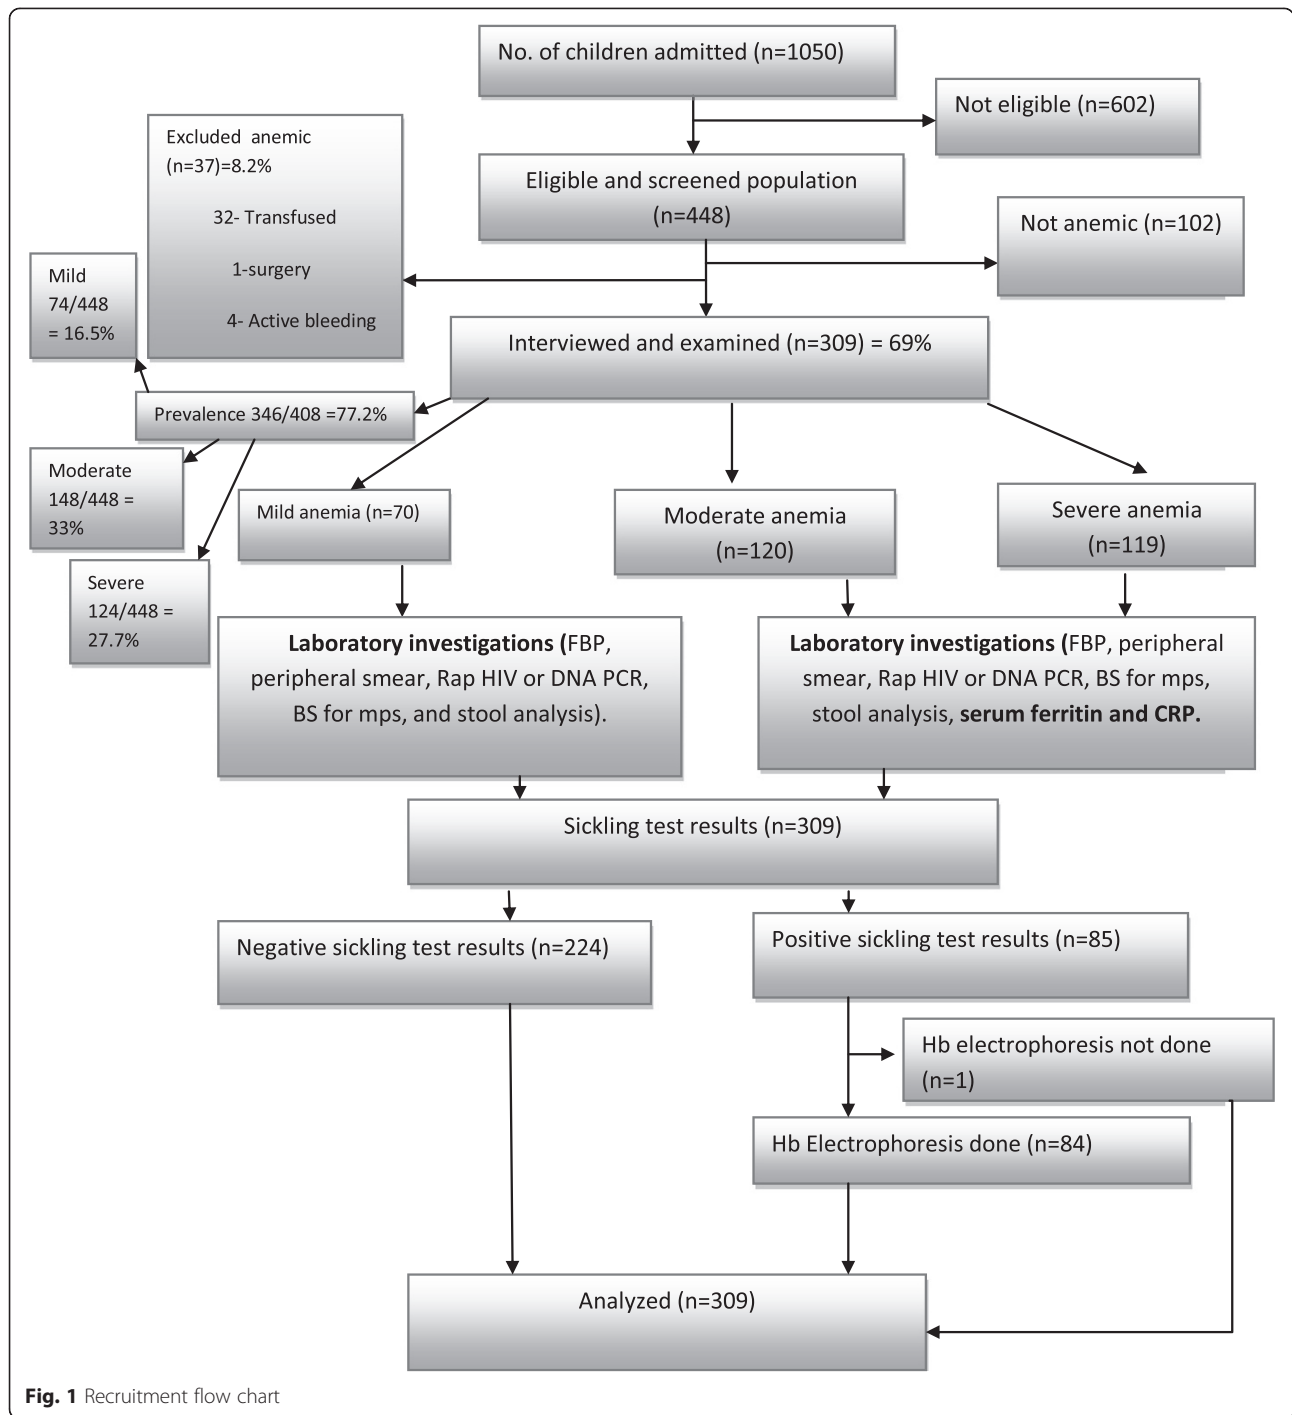 No. of children admitted (n=1050)
Not eligible (n=602)
Excluded anemic
(n=37)=8.2%
32- Transfused
1-surgery
4- Active bleeding
Eligible and screened population
(n=448)
Not anemic (n=102)
Mild
74/448
= 16.5%
Interviewed and examined (n=309) = 69%
Prevalence 346/408 =77.2%
Moderate
148/448 =
33%
Severe
124/448 =
27.7%
Mild anemia (n=70)
Moderate anemia
(n=120)
Severe anemia
(n=119)
Laboratory investigations (FBP,
peripheral smear, Rap HIV or DNA PCR,
BS for mps, and stool analysis).
Laboratory investigations (FBP, peripheral
smear, Rap HIV or DNA PCR, BS for mps,
stool analysis, serum ferritin and CRP.
Sickling test results (n=309)
Negative sickling test results (n=224)
Positive sickling test results (n=85)
Hb electrophoresis not done
(n=1)
Hb Electrophoresis done (n=84)
Analyzed (n=309)
Fig. 1 Recruitment flow chart